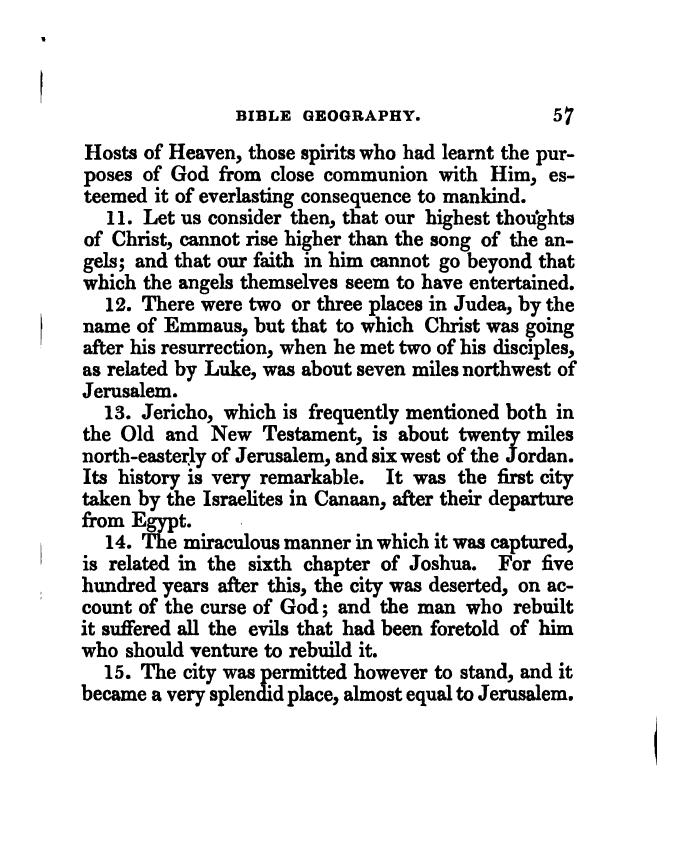 BIBLE GEOGRAPHY. 57
Hosts of Heaven, those spirits who had learnt the pur-
poses of God from close communion with Him, es-
teemed it of everlasting consequence to mankind.
11. Let us consider then, that our highest thoughts
of Christ, cannot rise higher than the song of the an-
gels; and that our faith in him cannot go beyond that
which the angels themselves seem to have entertained.
12. There were two or three places in Judea, by the
name of Emmaus, but that to which Christ was going
after his resurrection, when he met two of his disciples,
as related by Luke, was about seven miles northwest of
Jerusalem.
13. Jericho, which is frequently mentioned both in
the Old and New Testament, is about twenty miles
north-easterly of Jerusalem, and six west of the Jordan.
Its history is very remarkable. It was the first city
taken by the Israelites in Canaan, after their departure
from Egypt.
14. The miraculous manner in which it was captured,
is related in the sixth chapter of Joshua. For five
hundred years after this, the city was deserted, on ac-
count of the curse of God; and the man who rebuilt
it suffered all the evils that had been foretold of him
who should venture to rebuild it.
15. The city was permitted however to stand, and it
became a very splendid place, almost equal to Jerusalem.